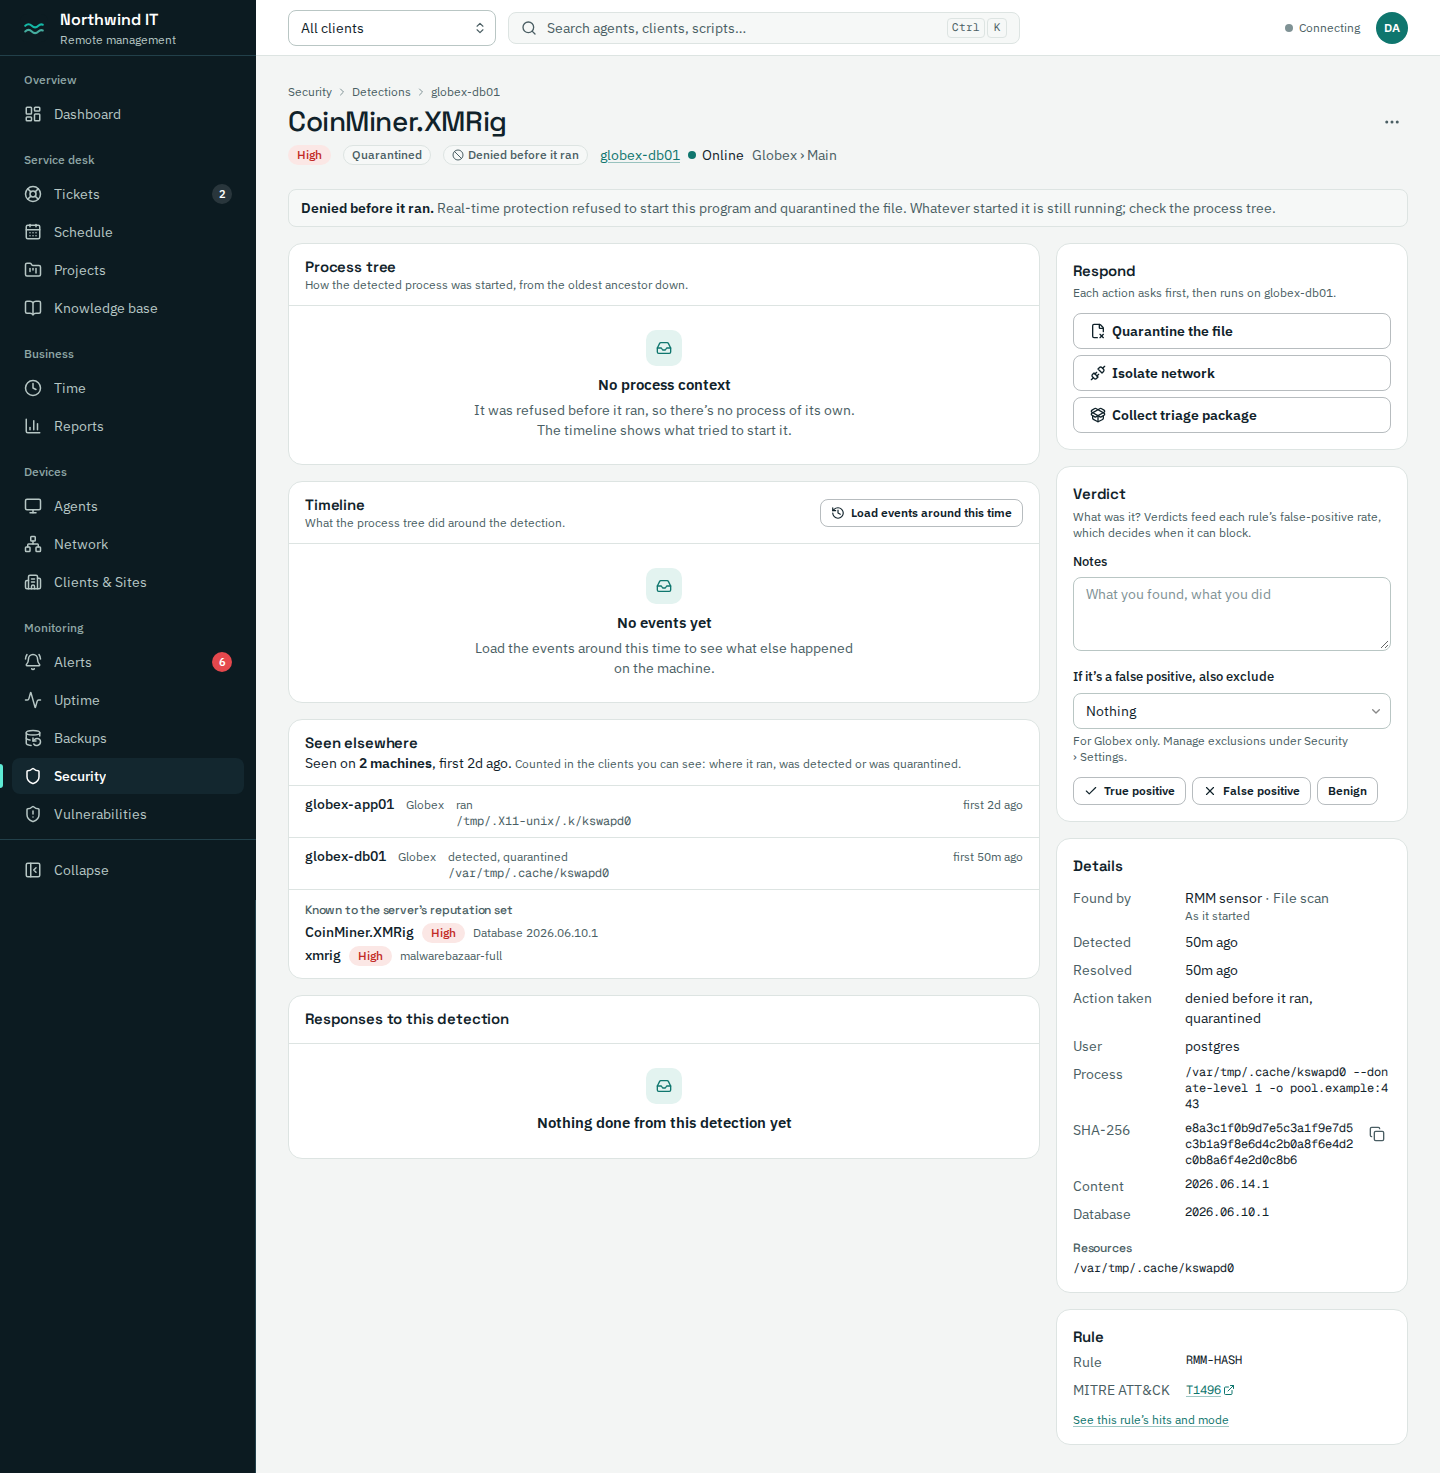 Northwind IT
Remote management
Overview
Dashboard
Service desk
Tickets 2
Schedule
Projects
Knowledge base
Business
Time
Reports
Devices
Agents
Network
Clients & Sites
Monitoring
Alerts 6
Uptime
Backups
Security
Vulnerabilities
Collapse
All clients
Search agents, clients, scripts... Ctrl K
Connecting DA
Security › Detections › globex-db01
CoinMiner.XMRig
High Quarantined Denied before it ran globex-db01 Online Globex › Main
Denied before it ran. Real-time protection refused to start this program and quarantined the file. Whatever started it is still running; check the process tree.
Process tree
How the detected process was started, from the oldest ancestor down.
No process context
It was refused before it ran, so there's no process of its own.
The timeline shows what tried to start it.
Timeline
What the process tree did around the detection.
Load events around this time
No events yet
Load the events around this time to see what else happened
on the machine.
Seen elsewhere
Seen on 2 machines, first 2d ago. Counted in the clients you can see: where it ran, was detected or was quarantined.
globex-app01 Globex ran first 2d ago
/tmp/.X11-unix/.k/kswapd0
globex-db01 Globex detected, quarantined first 50m ago
/var/tmp/.cache/kswapd0
Known to the server's reputation set
CoinMiner.XMRig High Database 2026.06.10.1
xmrig High malwarebazaar-full
Responses to this detection
Nothing done from this detection yet
Respond
Each action asks first, then runs on globex-db01.
Quarantine the file
Isolate network
Collect triage package
Verdict
What was it? Verdicts feed each rule's false-positive rate,
which decides when it can block.
Notes
What you found, what you did
If it's a false positive, also exclude
Nothing
For Globex only. Manage exclusions under Security
› Settings.
True positive False positive Benign
Details
Found by RMM sensor · File scan
As it started
Detected 50m ago
Resolved 50m ago
Action taken denied before it ran,
quarantined
User postgres
Process /var/tmp/.cache/kswapd0 --don
ate-level 1 -o pool.example:4
43
SHA-256 e8a3c1f0b9d7e5c3a1f9e7d5
c3b1a9f8e6d4c2b0a8f6e4d2
c0b8a6f4e2d0c8b6
Content 2026.06.14.1
Database 2026.06.10.1
Resources
/var/tmp/.cache/kswapd0
Rule
Rule RMM-HASH
MITRE ATT&CK T1496
See this rule's hits and mode